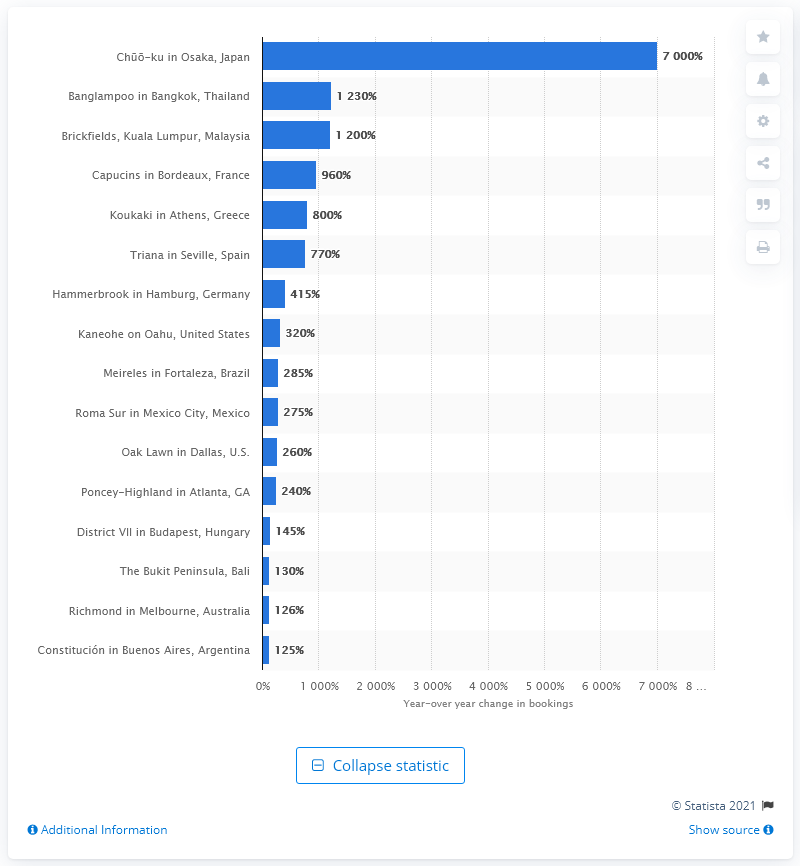 Chūō-ku in Osaka, Japan 7 000%
Banglampoo in Bangkok, Thailand 1 230%
Brickfields, Kuala Lumpur, Malaysia 1 200%
Capucins in Bordeaux, France 960%
Koukaki in Athens, Greece 800%
Triana in Seville, Spain 770%
Hammerbrook in Hamburg, Germany 415%
Kaneohe on Oahu, United States 320%
Meireles in Fortaleza, Brazil 285%
Roma Sur in Mexico City, Mexico 275%
Oak Lawn in Dallas, U.S. 260%
Poncey-Highland in Atlanta, GA 240%
District VII in Budapest, Hungary 145%
The Bukit Peninsula, Bali 130%
Richmond in Melbourne, Australia 126%
Constitución in Buenos Aires, Argentina 125%
0% 1 000% 2 000% 3 000% 4 000% 5 000% 6 000% 7 000% 8 ...
Year-over year change in bookings
Collapse statistic
© Statista 2021
Additional Information Show source